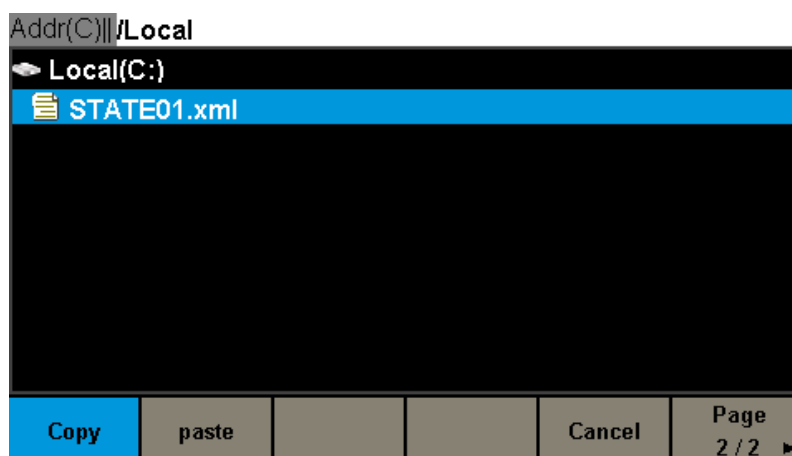 Addr(C)|| /Local
Local(C:)
STATE01.xml
Copy paste Cancel Page
2 / 2